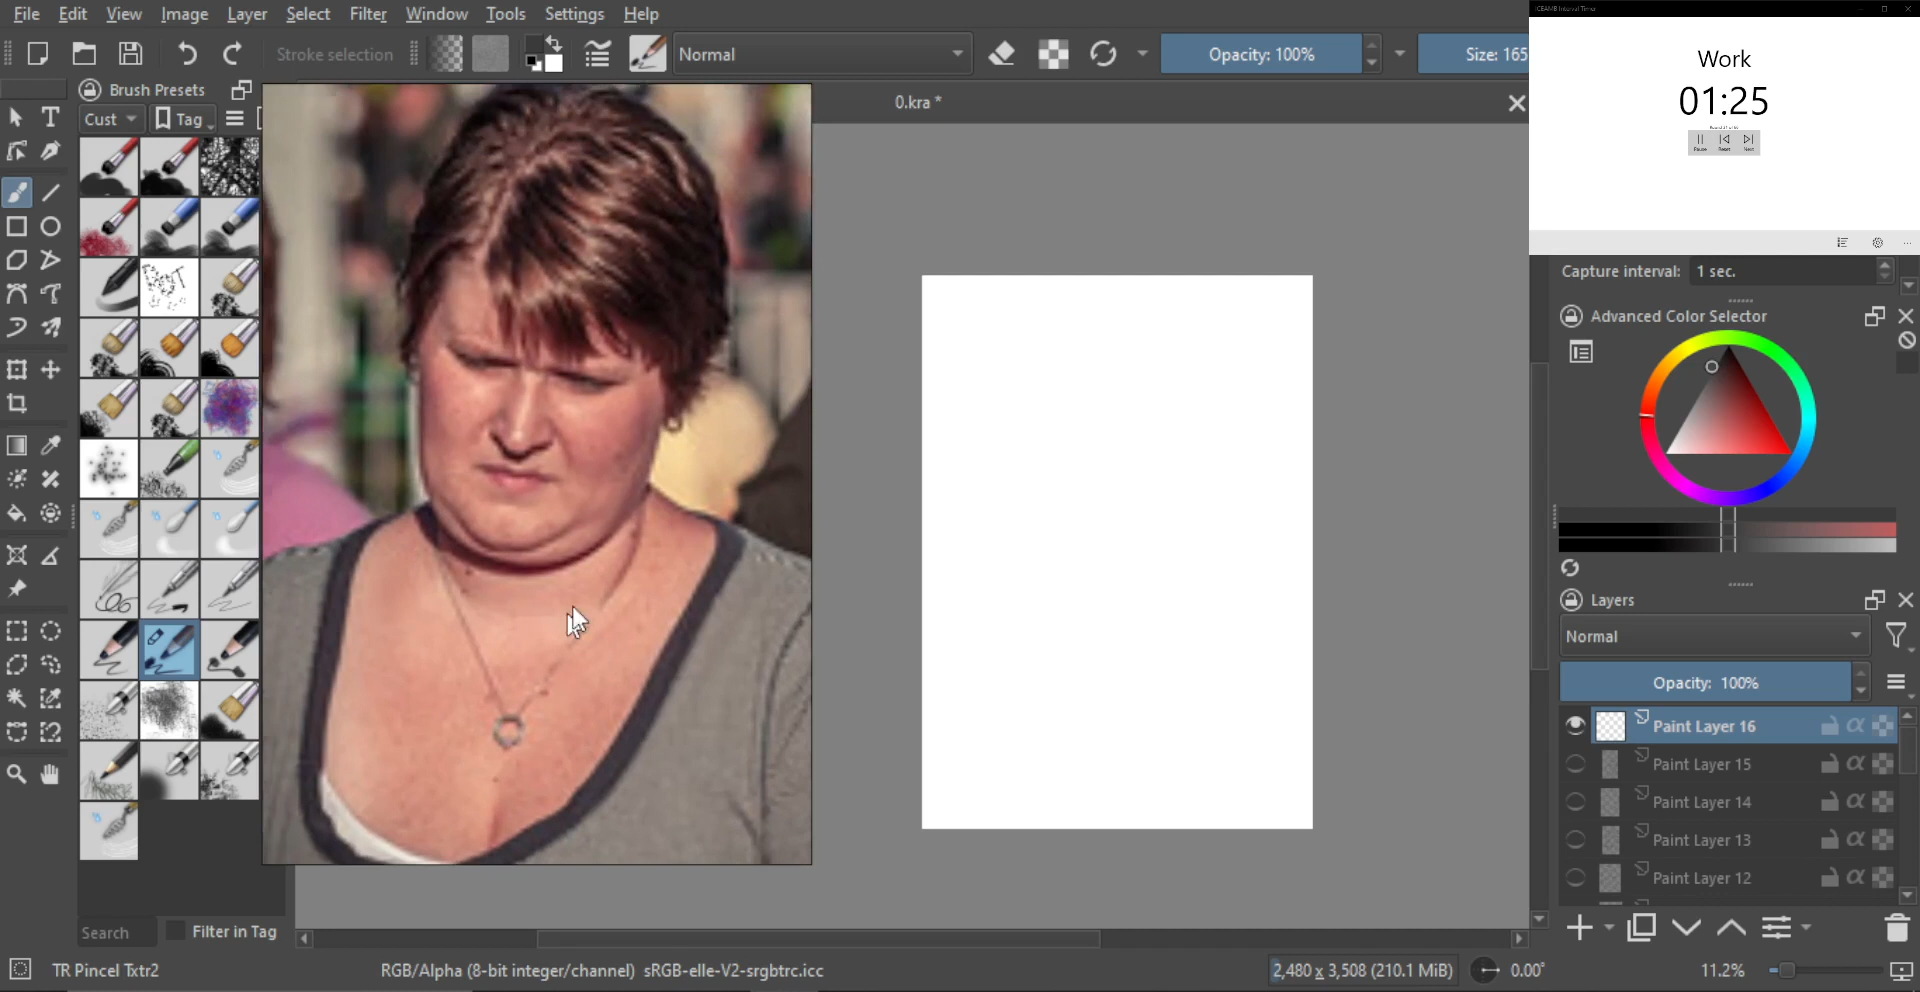 File Edit View Image Layer Select Filter Window Tools Settings Help
ICEAMB Interval Timer
Stroke selection
Normal
Opacity: 100%
Size: 165
Work
01:25
Pause Reset Next
Brush Presets
0.kra *
Cust
Tag
Capture interval: 1 sec.
Advanced Color Selector
Layers
Normal
Opacity: 100%
Paint Layer 16
Paint Layer 15
Paint Layer 14
Paint Layer 13
Paint Layer 12
Search
Filter in Tag
TR Pincel Txtr2
RGB/Alpha (8-bit integer/channel) sRGB-elle-V2-srgbtrc.icc
2,480 x 3,508 (210.1 MiB)
0.00°
11.2%